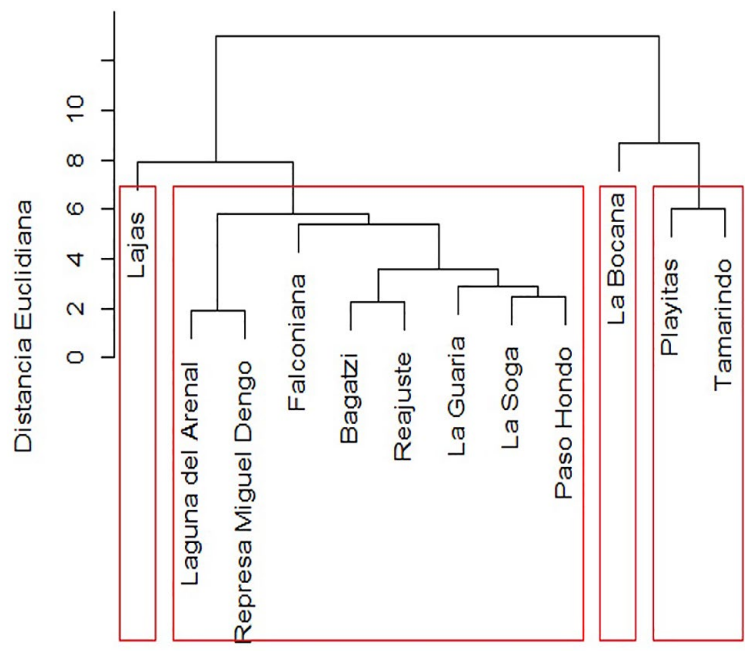 Distancia Euclidiana
10
8
6
4
2
0
Lajas
Laguna del Arenal
Represa Miguel Dengo
Falconiana
Bagatzi
Reajuste
La Guaria
La Soga
Paso Hondo
La Bocana
Playitas
Tamarindo